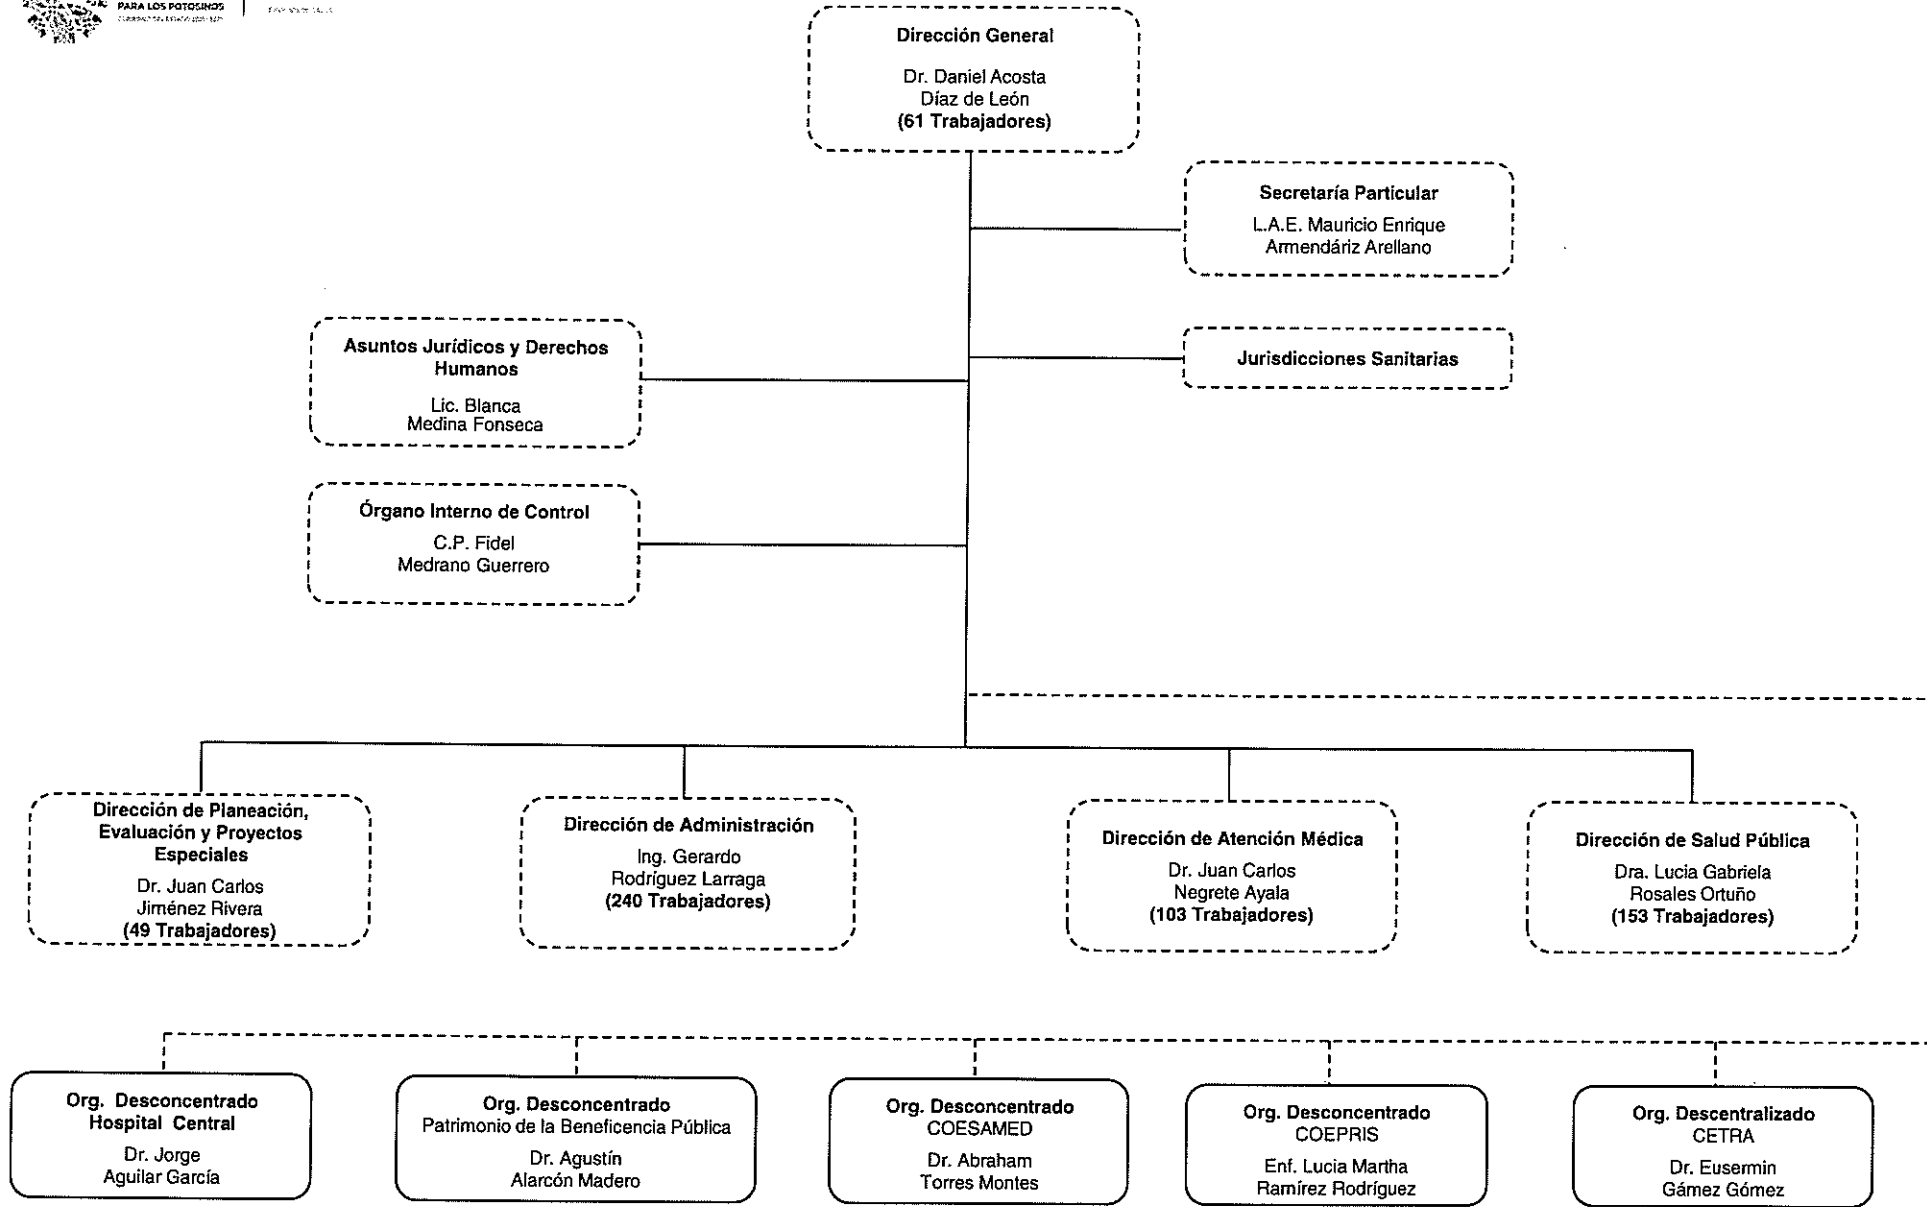 PARA LOS POTOSINOS
Dirección General
Dr. Daniel Acosta
Díaz de León
(61 Trabajadores)
Secretaría Particular
L.A.E. Mauricio Enrique
Armendáriz Arellano
Asuntos Jurídicos y Derechos
Humanos
Lic. Blanca
Medina Fonseca
Jurisdicciones Sanitarias
Órgano Interno de Control
C.P. Fidel
Medrano Guerrero
Dirección de Planeación,
Evaluación y Proyectos
Especiales
Dr. Juan Carlos
Jiménez Rivera
(49 Trabajadores)
Dirección de Administración
Ing. Gerardo
Rodríguez Larraga
(240 Trabajadores)
Dirección de Atención Médica
Dr. Juan Carlos
Negrete Ayala
(103 Trabajadores)
Dirección de Salud Pública
Dra. Lucia Gabriela
Rosales Ortuño
(153 Trabajadores)
Org. Desconcentrado
Hospital Central
Dr. Jorge
Aguilar García
Org. Desconcentrado
Patrimonio de la Beneficencia Pública
Dr. Agustín
Alarcón Madero
Org. Desconcentrado
COESAMED
Dr. Abraham
Torres Montes
Org. Desconcentrado
COEPRIS
Enf. Lucia Martha
Ramírez Rodríguez
Org. Descentralizado
CETRA
Dr. Eusermin
Gámez Gómez